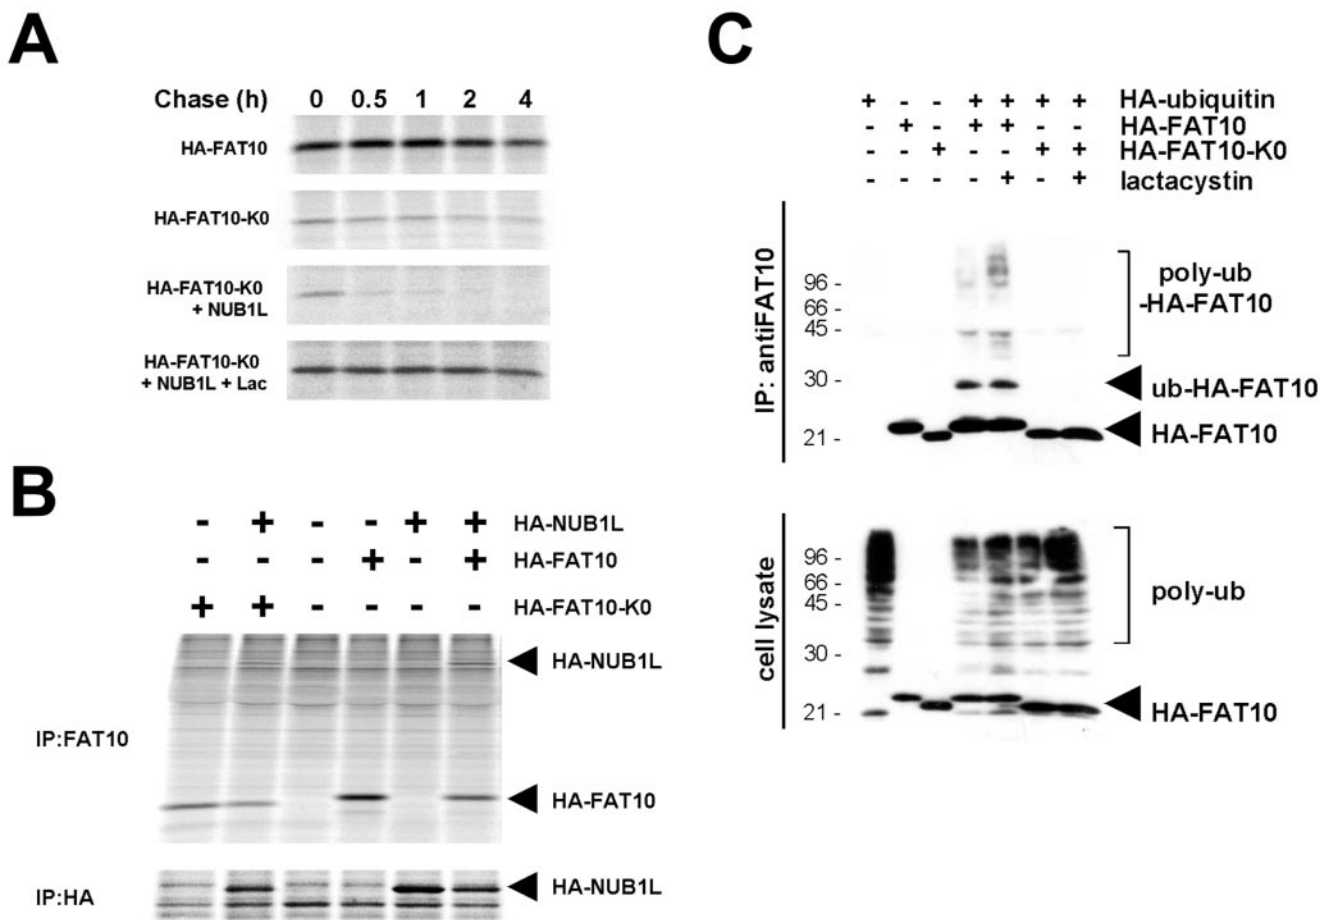 A
Chase (h) 0 0.5 1 2 4
HA-FAT10
HA-FAT10-K0
HA-FAT10-K0
+ NUB1L
HA-FAT10-K0
+ NUB1L + Lac
B
- + - - + + HA-NUB1L
- - - + - + HA-FAT10
+ + - - - - HA-FAT10-K0
HA-NUB1L
IP:FAT10
HA-FAT10
IP:HA
HA-NUB1L
C
+ - - + + + + HA-ubiquitin
- + - + + - - HA-FAT10
- - + - - + + HA-FAT10-K0
- - - - + - + lactacystin
IP: antiFAT10
96 -
66 -
45 -
30 -
21 -
poly-ub
-HA-FAT10
ub-HA-FAT10
HA-FAT10
cell lysate
96 -
66 -
45 -
30 -
21 -
poly-ub
HA-FAT10